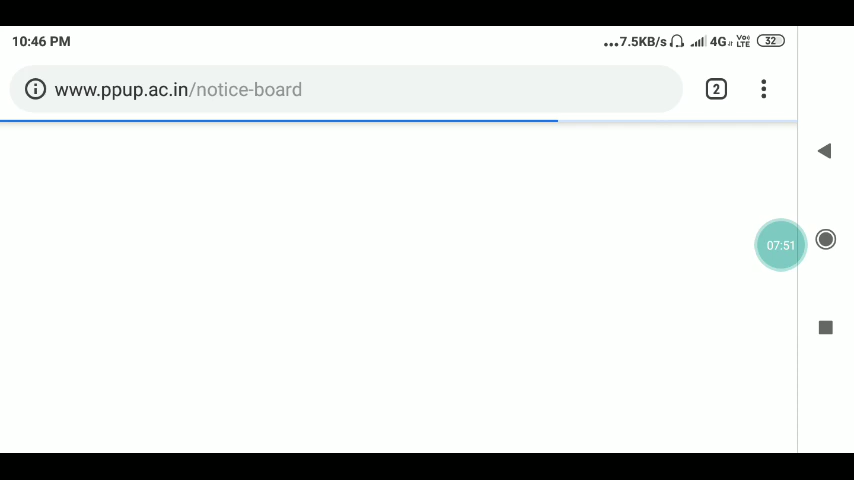 10:46 PM
...7.5KB/s 4G Vo LTE 32
www.ppup.ac.in/notice-board
2
07:51